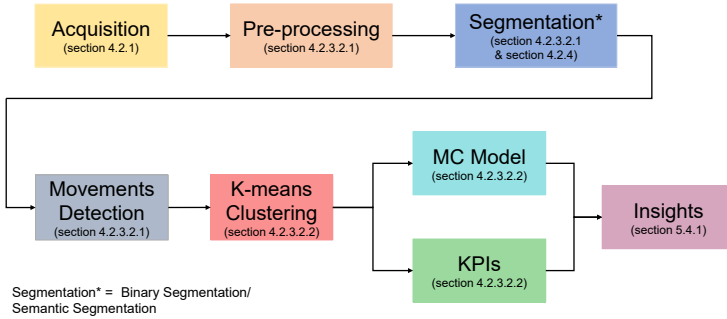 Acquisition
(section 4.2.1)
Pre-processing
(section 4.2.3.2.1)
Segmentation*
(section 4.2.3.2.1
& section 4.2.4)
Movements
Detection
(section 4.2.3.2.1)
K-means
Clustering
(section 4.2.3.2.2)
MC Model
(section 4.2.3.2.2)
KPIs
(section 4.2.3.2.2)
Insights
(section 5.4.1)
Segmentation* = Binary Segmentation/
Semantic Segmentation